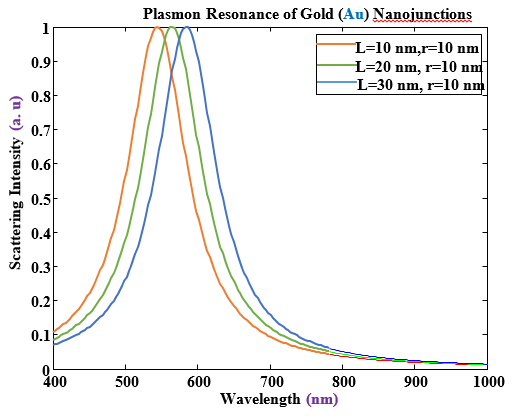 Plasmon Resonance of Gold (Au) Nanojunctions
L=10 nm,r=10 nm
L=20 nm, r=10 nm
L=30 nm, r=10 nm
Scattering Intensity (a. u)
1
0.9
0.8
0.7
0.6
0.5
0.4
0.3
0.2
0.1
0
400 500 600 700 800 900 1000
Wavelength (nm)